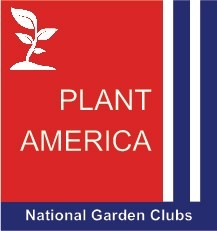 PLANT
AMERICA
National Garden Clubs